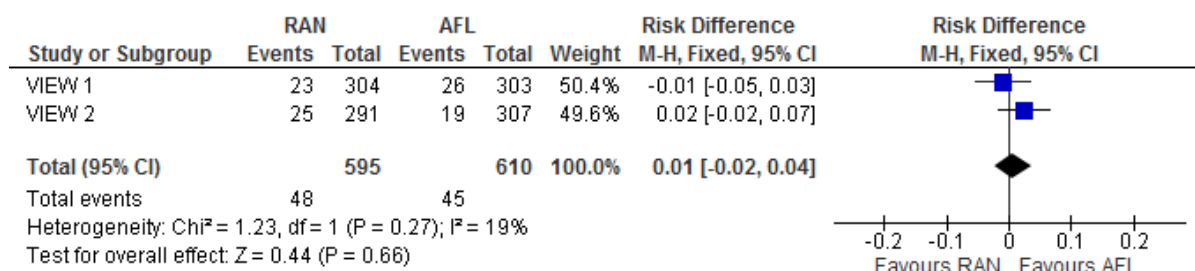 RAN AFL Risk Difference Risk Difference
Study or Subgroup Events Total Events Total Weight M-H, Fixed, 95% CI M-H, Fixed, 95% CI
VIEW 1 23 304 26 303 50.4% -0.01 [-0.05, 0.03]
VIEW 2 25 291 19 307 49.6% 0.02 [-0.02, 0.07]
Total (95% CI) 595 610 100.0% 0.01 [-0.02, 0.04]
Total events 48 45
Heterogeneity: Chi² = 1.23, df = 1 (P = 0.27); I² = 19%
Test for overall effect: Z = 0.44 (P = 0.66)
-0.2 -0.1 0 0.1 0.2
Favours RAN Favours AFL